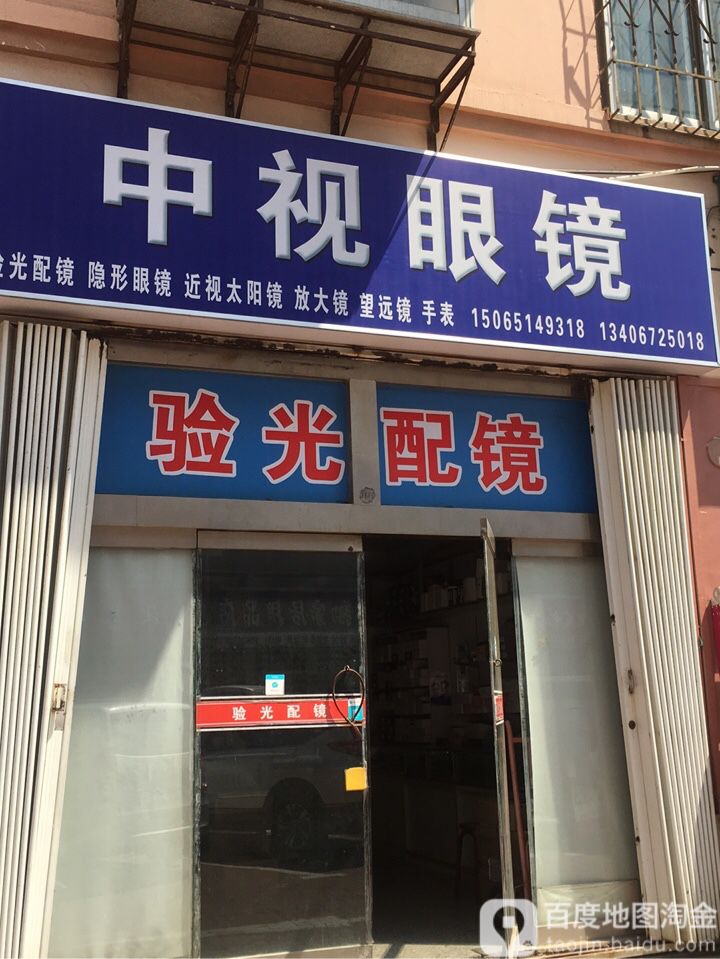 中视眼镜
验光配镜 隐形眼镜 近视太阳镜 放大镜 望远镜 手表 15065149318 13406725018
验光配镜
验光配镜
百度地图淘金
taojin.baidu.com